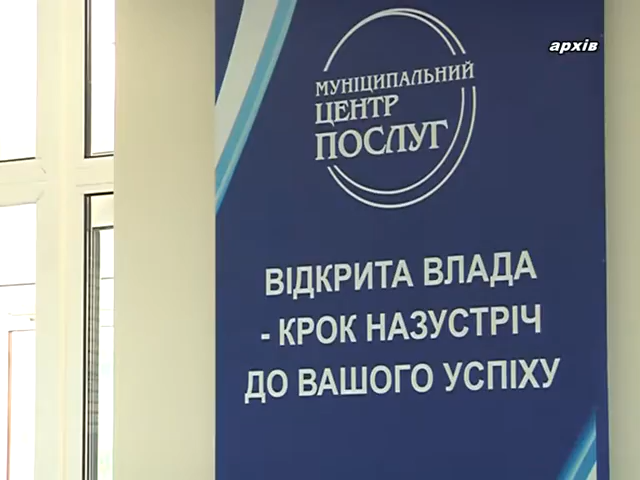 архів
МУНІЦИПАЛЬНИЙ
ЦЕНТР
ПОСЛУГ
ВІДКРИТА ВЛАДА
- КРОК НАЗУСТРІЧ
ДО ВАШОГО УСПІХУ